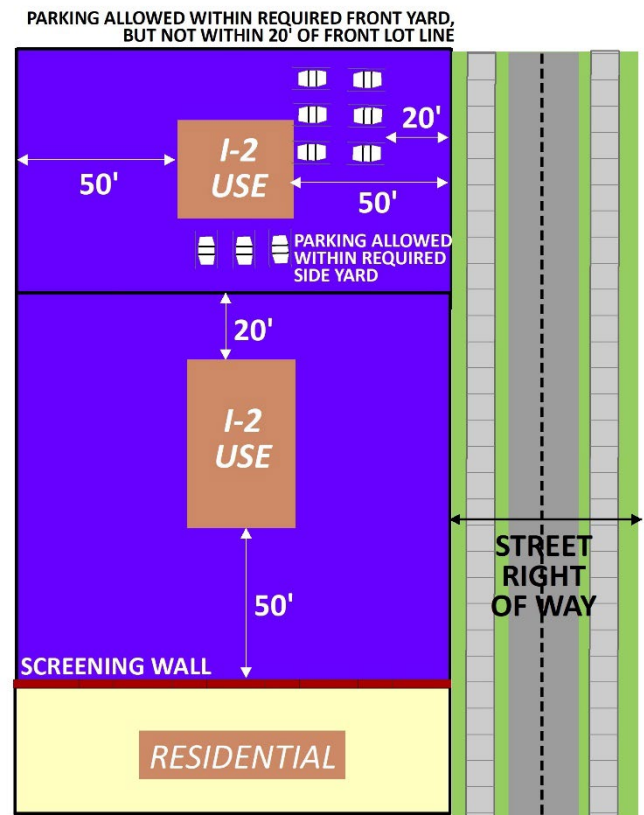 PARKING ALLOWED WITHIN REQUIRED FRONT YARD,
BUT NOT WITHIN 20' OF FRONT LOT LINE
20'
I-2
USE
50'
50'
PARKING ALLOWED
WITHIN REQUIRED
SIDE YARD
20'
I-2
USE
STREET
RIGHT
OF WAY
50'
SCREENING WALL
RESIDENTIAL